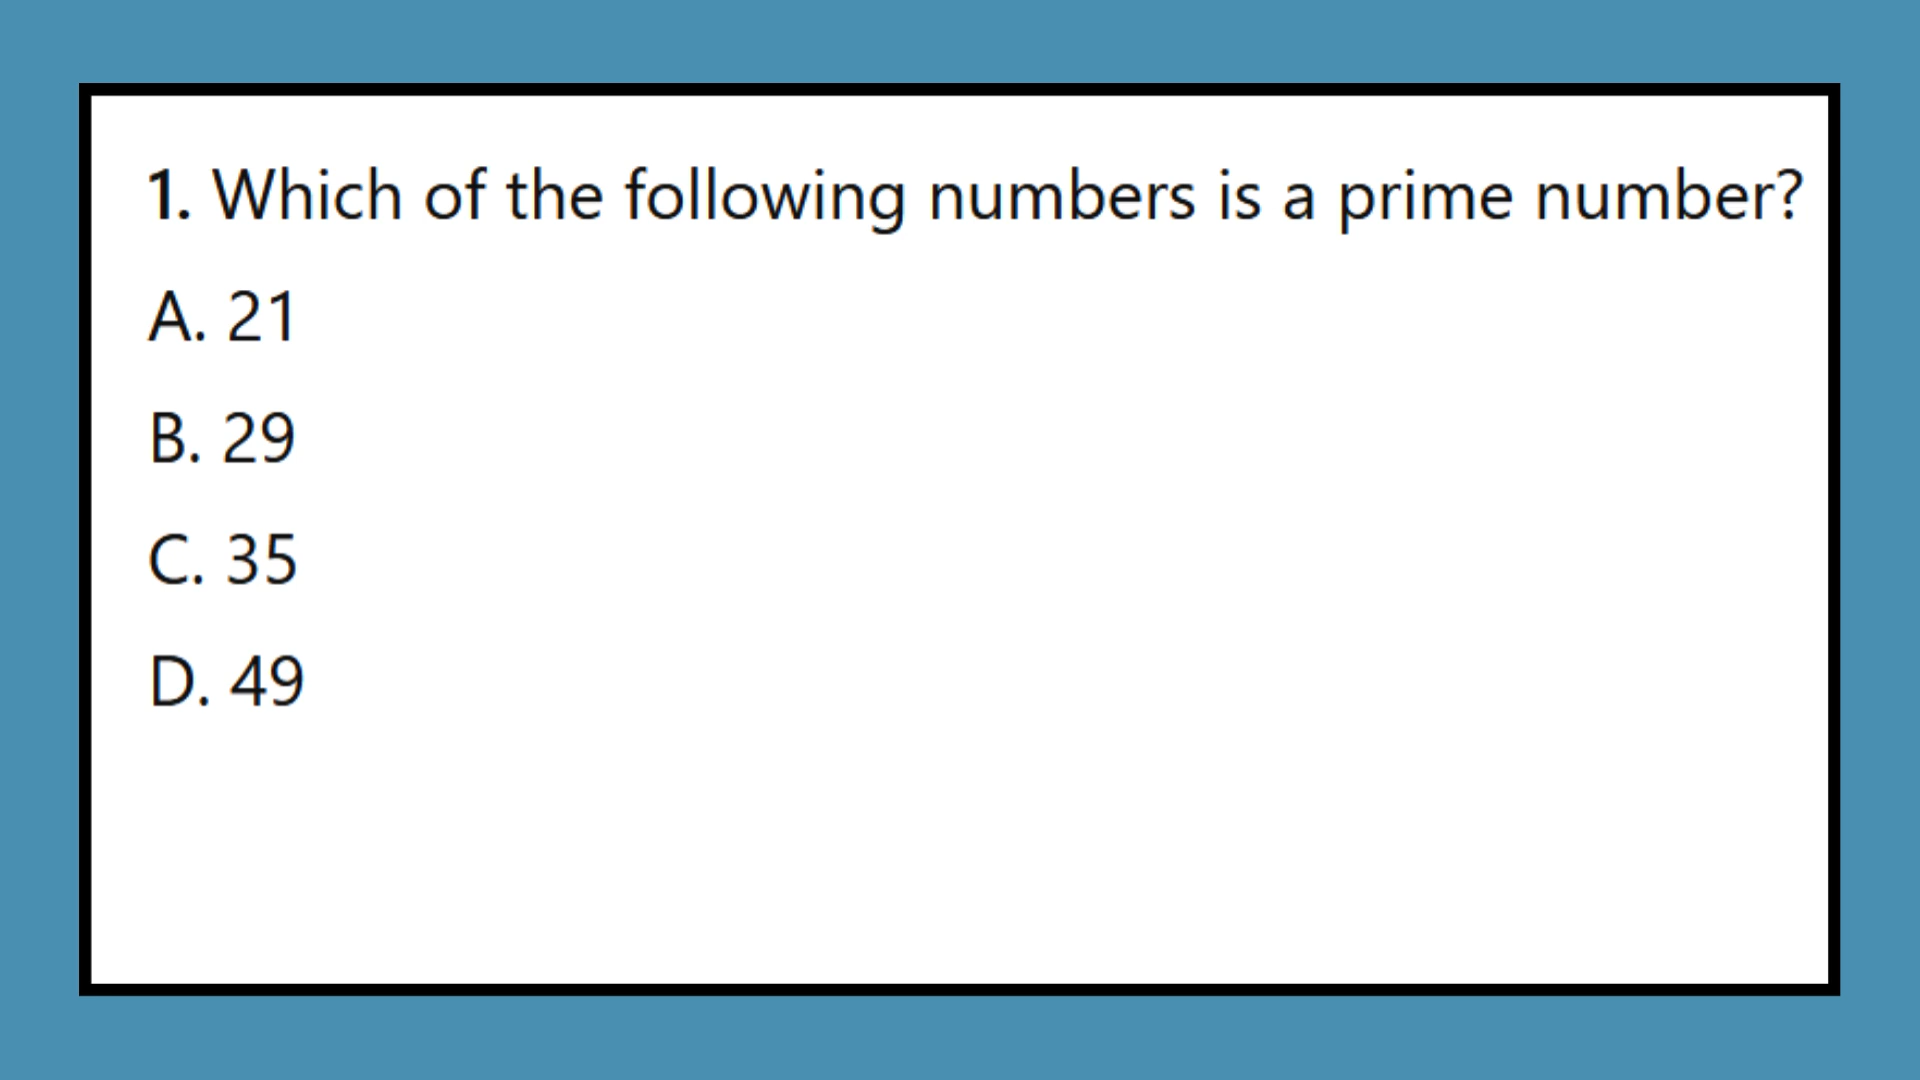 1. Which of the following numbers is a prime number?
A. 21
B. 29
C. 35
D. 49